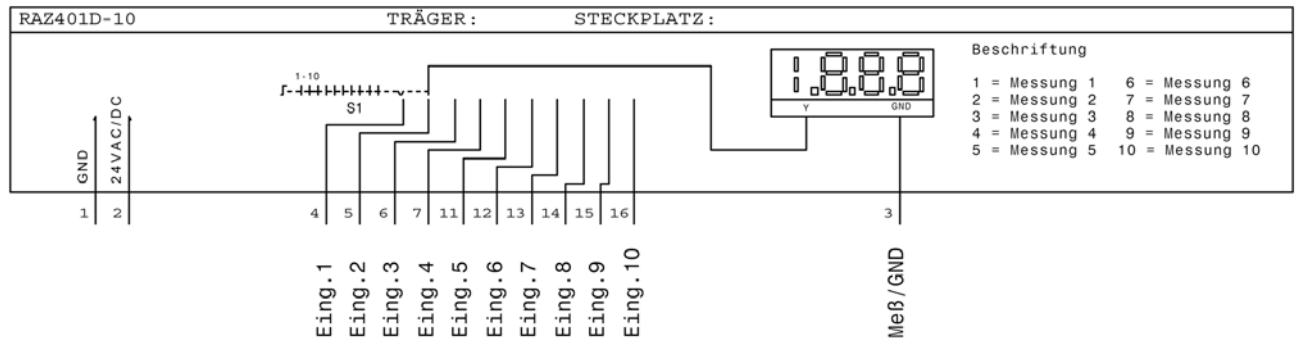 RAZ401D-10 TRÄGER: STECKPLATZ:
Beschriftung
1 = Messung 1 6 = Messung 6
2 = Messung 2 7 = Messung 7
3 = Messung 3 8 = Messung 8
4 = Messung 4 9 = Messung 9
5 = Messung 5 10 = Messung 10
1-10
S1
Y GND
GND
24VAC/DC
1 2 4 5 6 7 11 12 13 14 15 16 3
Eing.1
Eing.2
Eing.3
Eing.4
Eing.5
Eing.6
Eing.7
Eing.8
Eing.9
Eing.10
Meß/GND